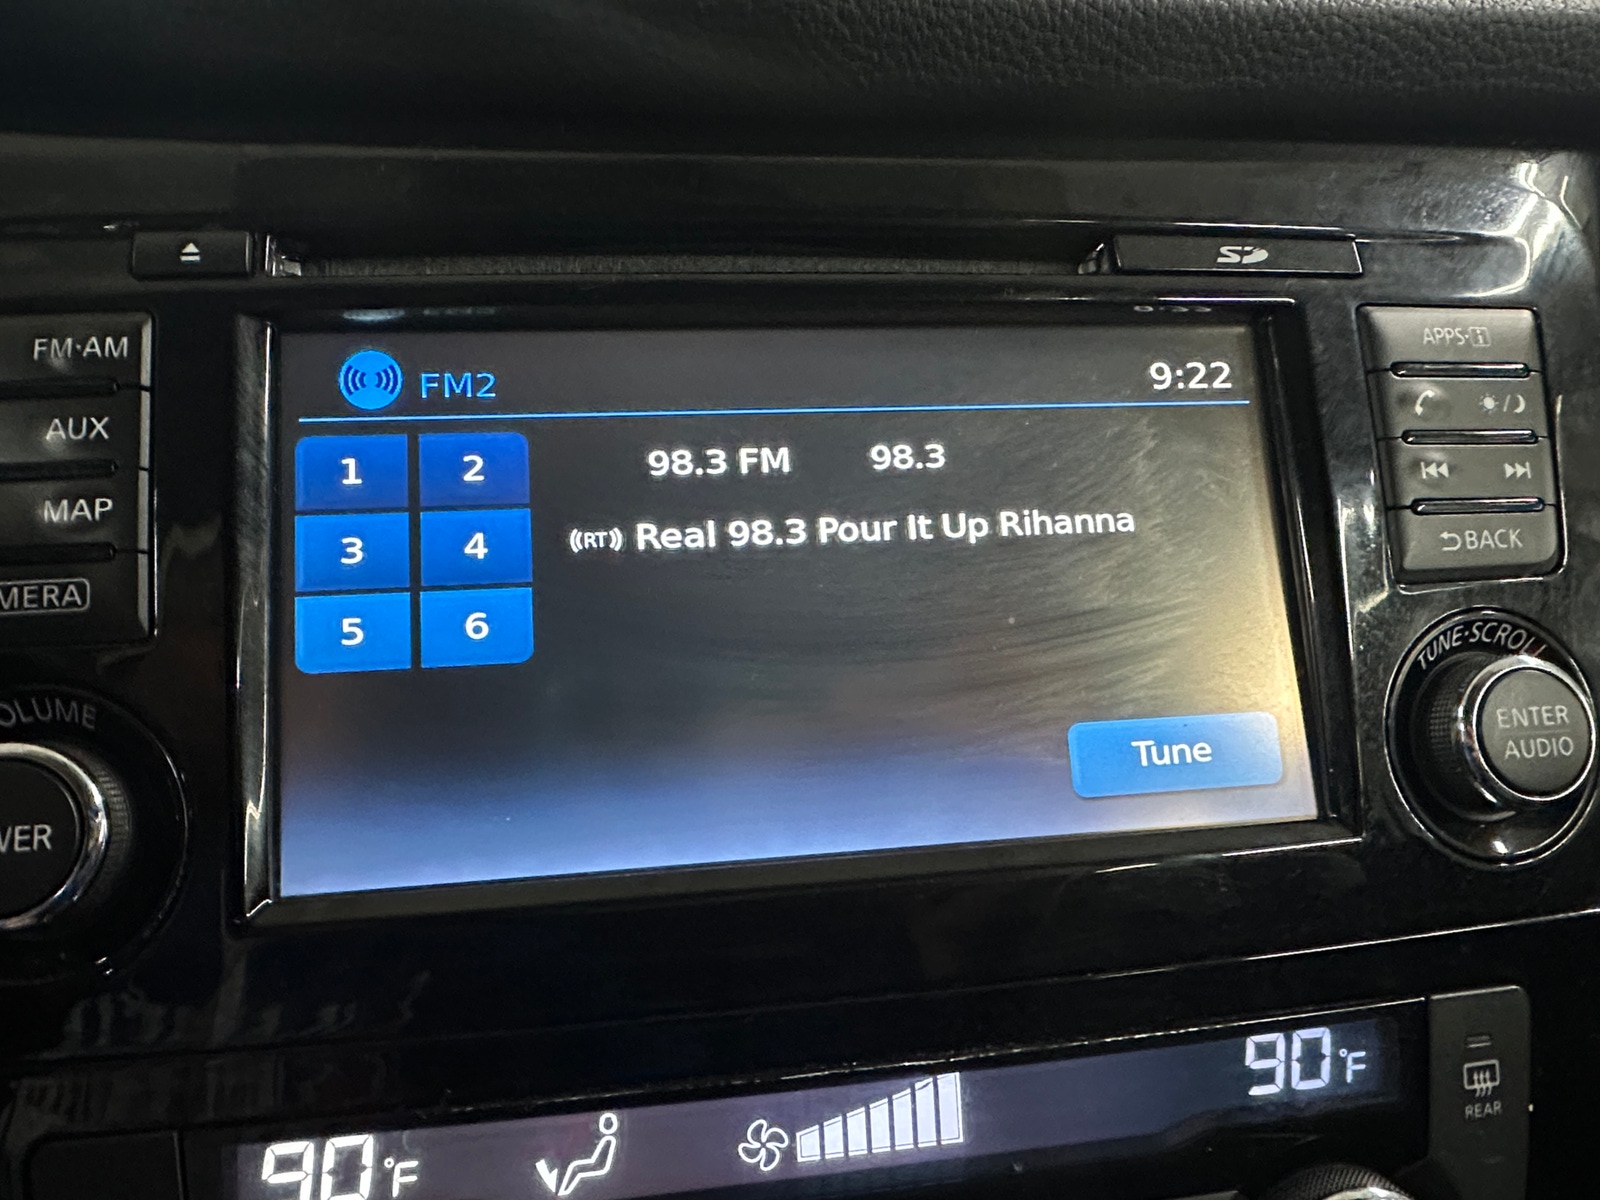 SD
FM·AM
AUX
MAP
MERA
OLUME
WER
FM2
9:22
1
2
3
4
5
6
98.3 FM
98.3
((RT)) Real 98.3 Pour It Up Rihanna
Tune
APPS·i
BACK
TUNE·SCROLL
ENTER
AUDIO
90°F
90°F
REAR